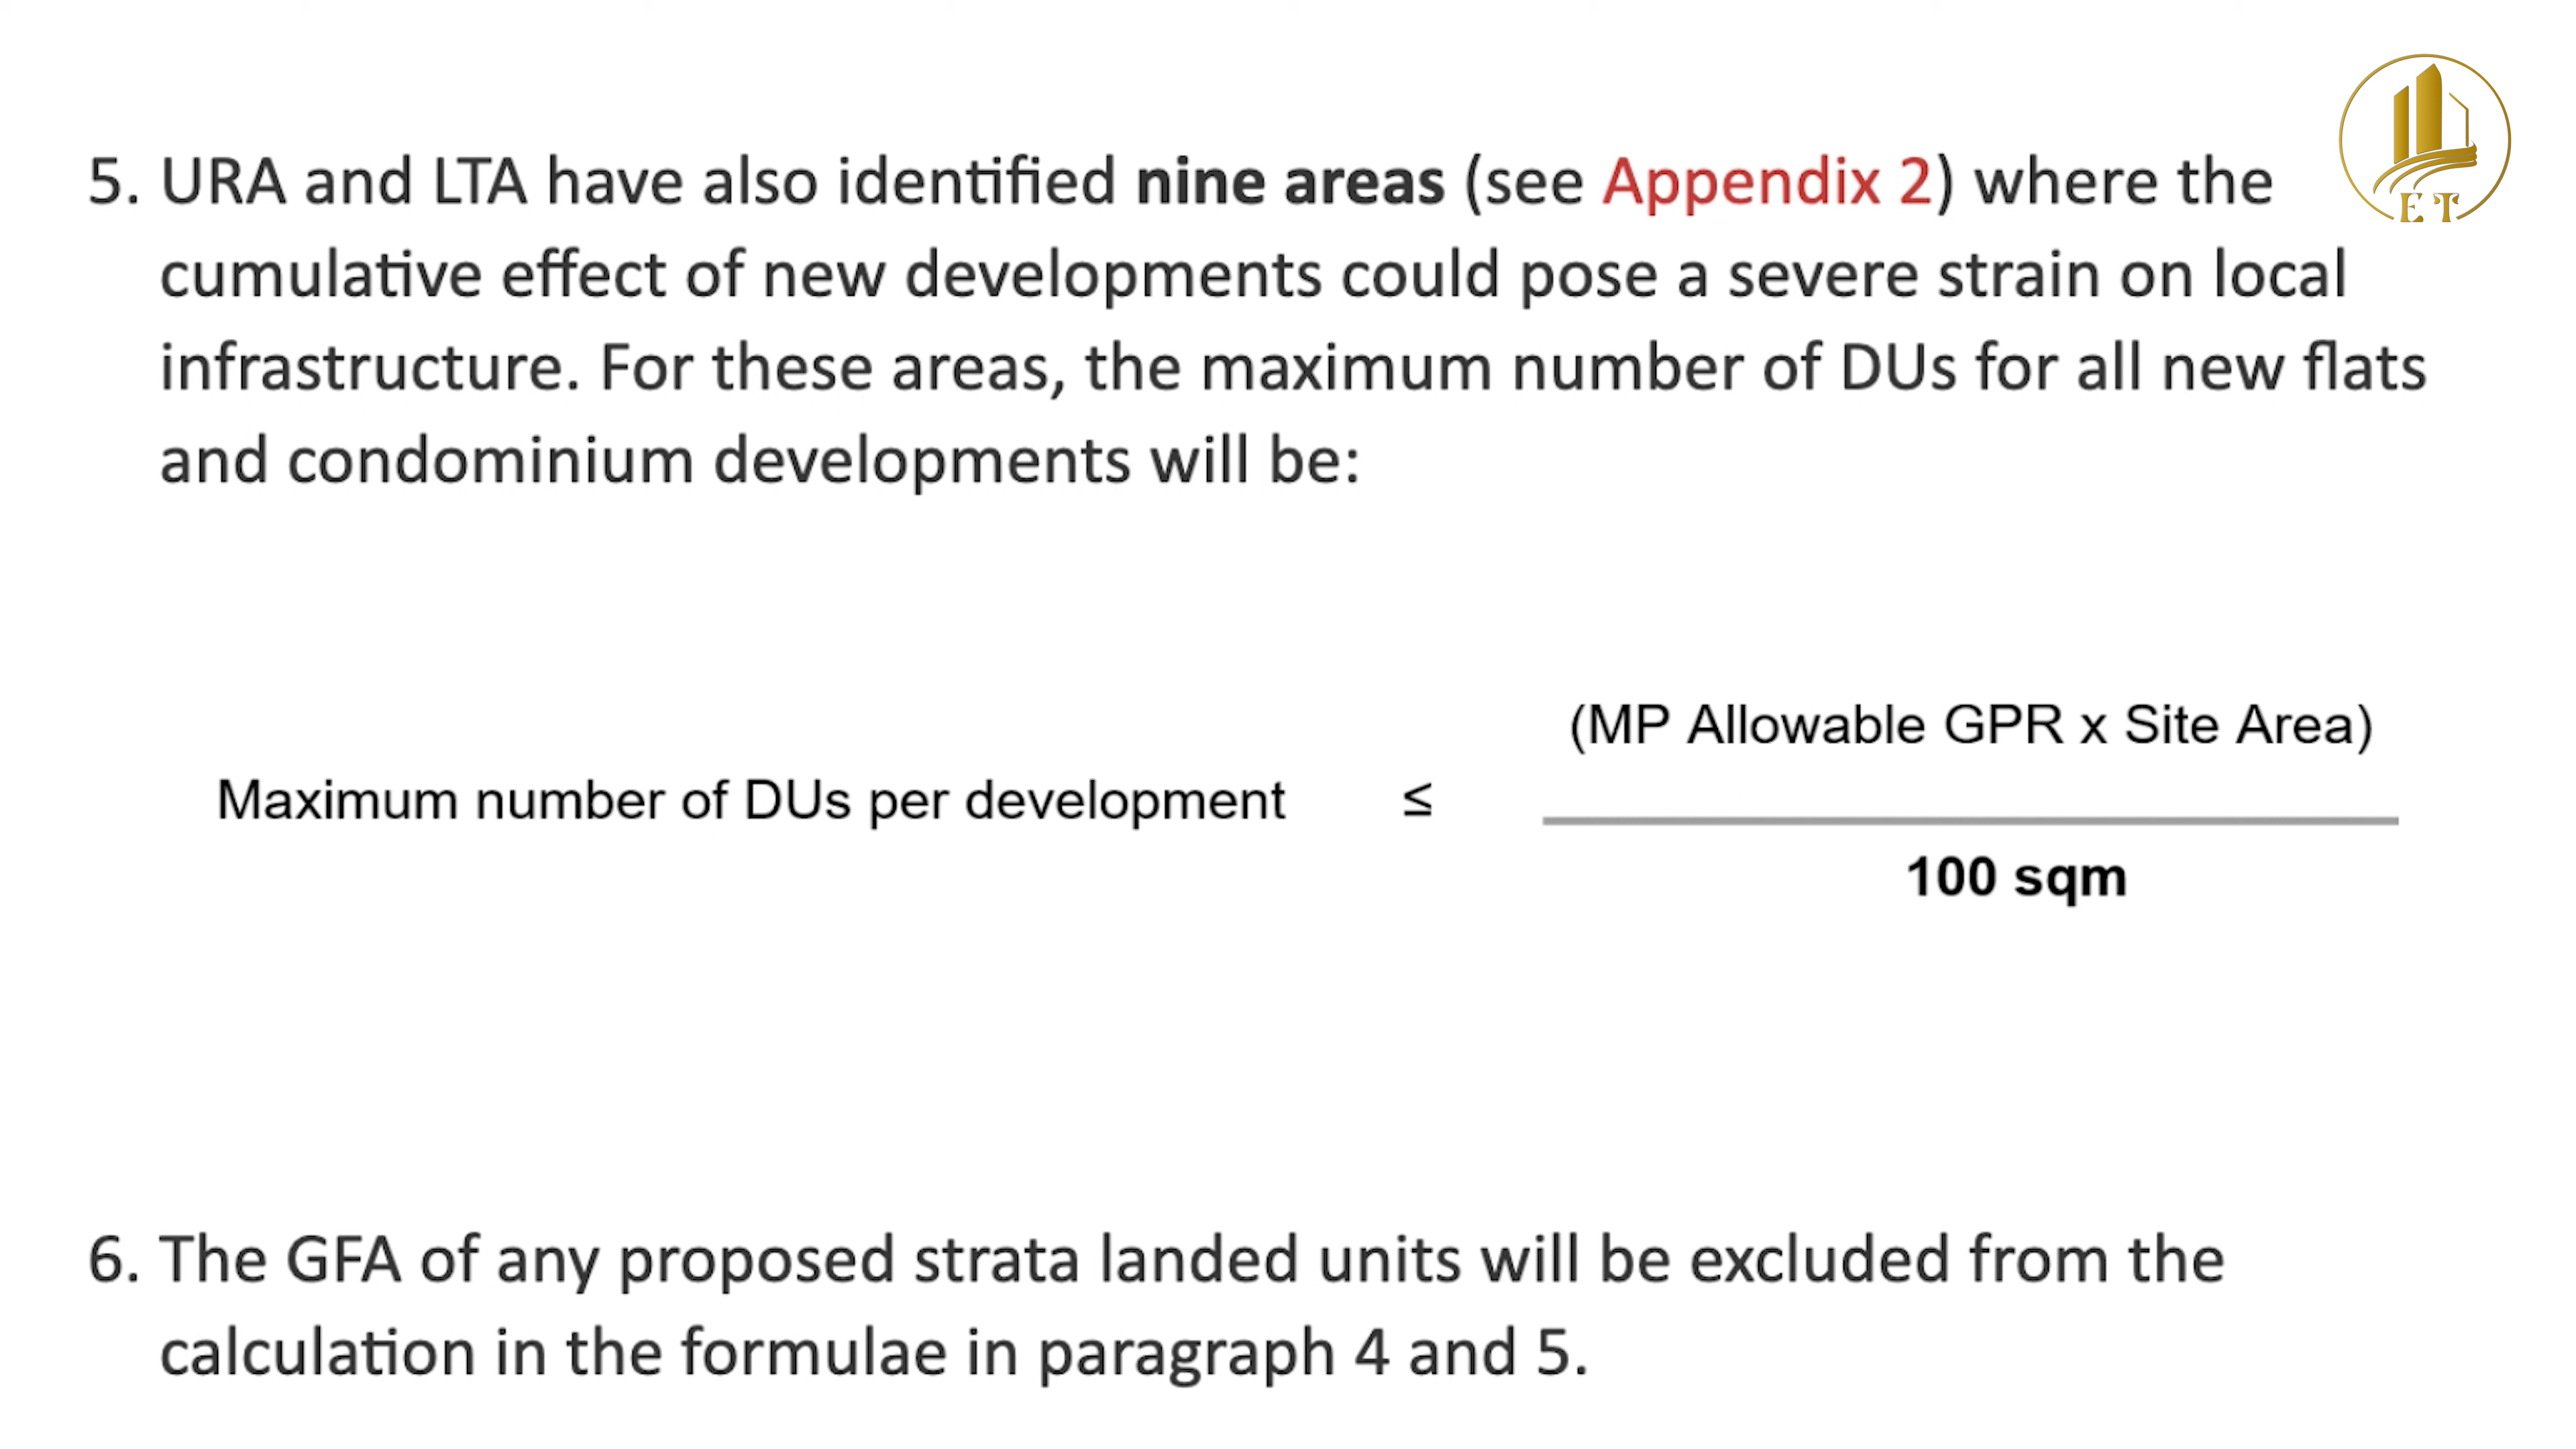 ET
5. URA and LTA have also identified nine areas (see Appendix 2) where the
cumulative effect of new developments could pose a severe strain on local
infrastructure. For these areas, the maximum number of DUs for all new flats
and condominium developments will be:
(MP Allowable GPR x Site Area)
Maximum number of DUs per development ≤
100 sqm
6. The GFA of any proposed strata landed units will be excluded from the
calculation in the formulae in paragraph 4 and 5.